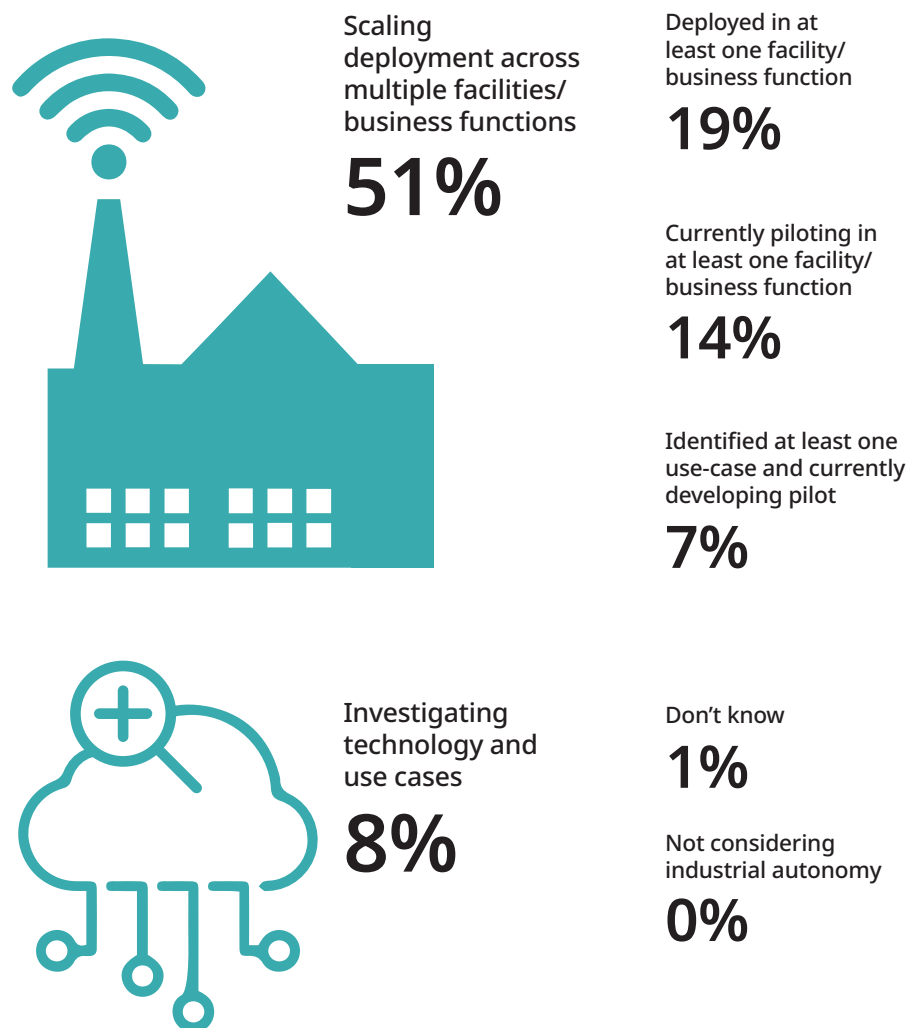 Scaling
deployment across
multiple facilities/
business functions
51%
Deployed in at
least one facility/
business function
19%
Currently piloting in
at least one facility/
business function
14%
Identified at least one
use-case and currently
developing pilot
7%
Investigating
technology and
use cases
8%
Don’t know
1%
Not considering
industrial autonomy
0%